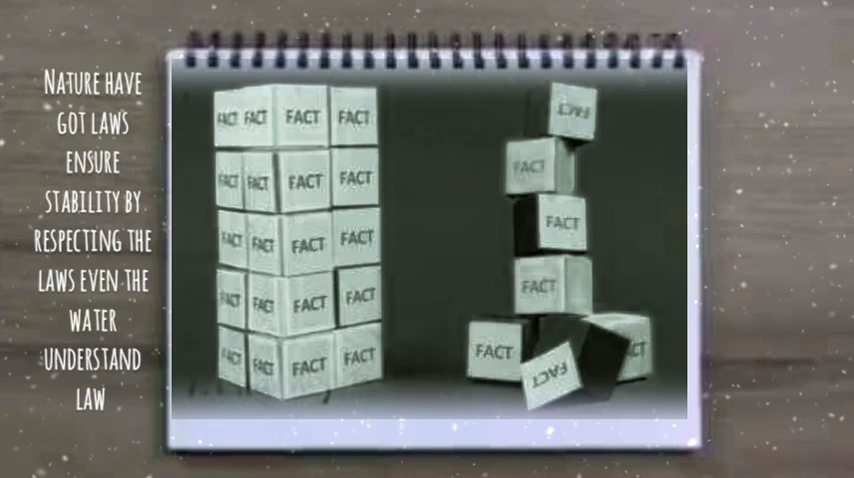 NATURE HAVE
GOT LAWS
ENSURE
STABILITY BY
RESPECTING THE
LAWS EVEN THE
WATER
UNDERSTAND
LAW
FACT FACT FACT FACT
FACT FACT FACT FACT
FACT FACT FACT FACT
FACT FACT FACT FACT
FACT FACT FACT FACT
FACT
FACT
FACT
FACT
FACT
FACT